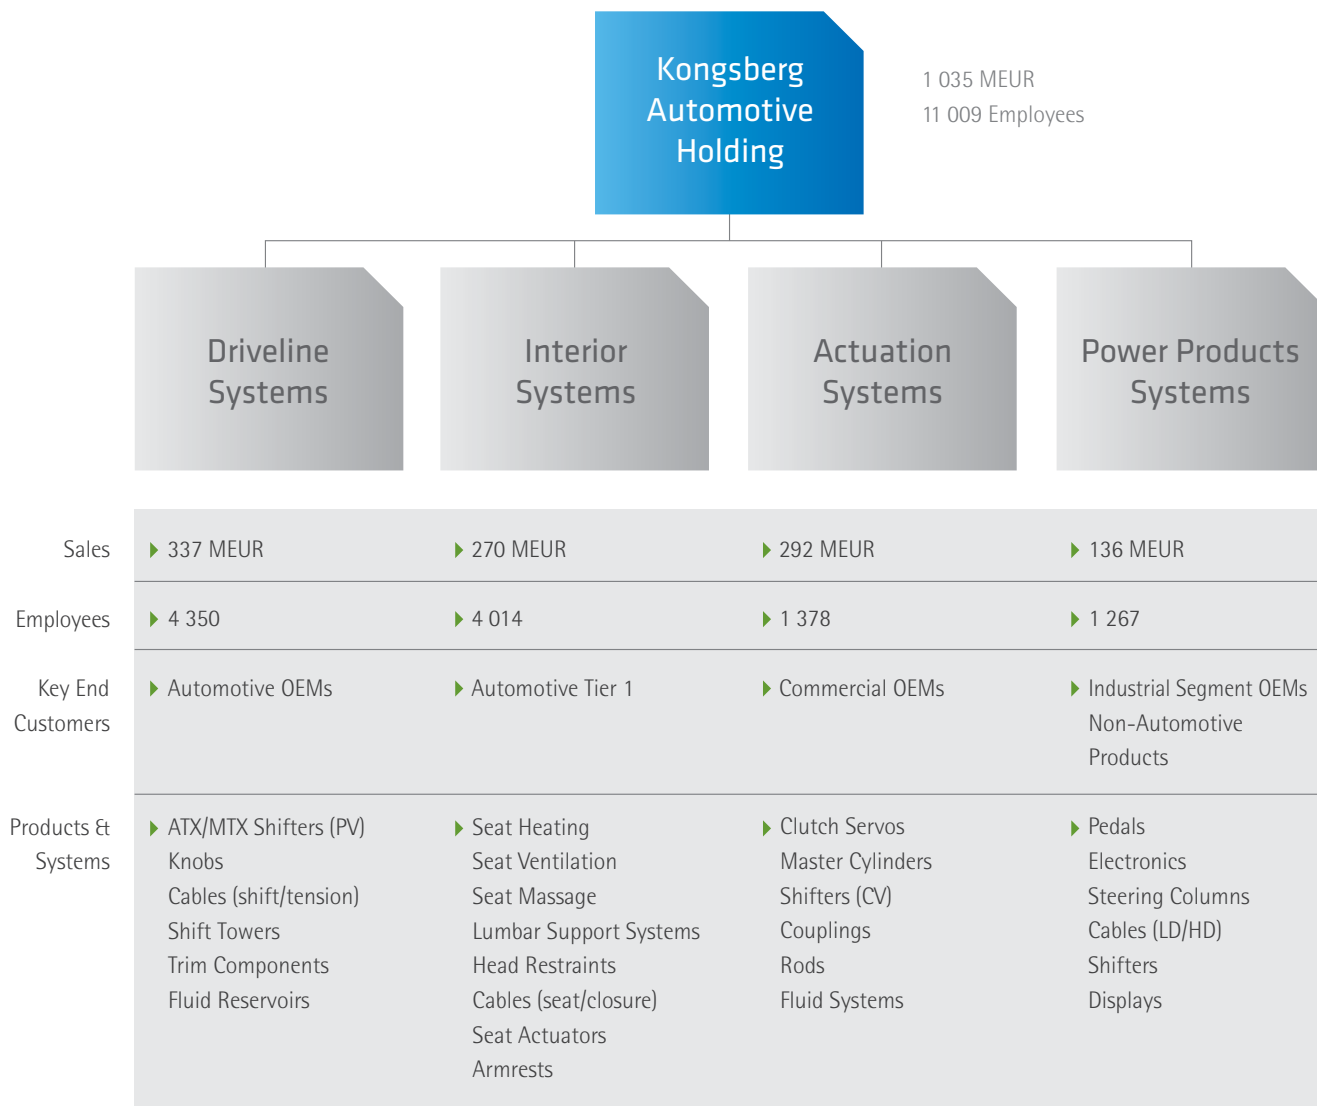 Kongsberg
Automotive
Holding
1 035 MEUR
11 009 Employees
Driveline
Systems
Interior
Systems
Actuation
Systems
Power Products
Systems
Sales
337 MEUR
270 MEUR
292 MEUR
136 MEUR
Employees
4 350
4 014
1 378
1 267
Key End
Customers
Automotive OEMs
Automotive Tier 1
Commercial OEMs
Industrial Segment OEMs
Non-Automotive
Products
Products &
Systems
ATX/MTX Shifters (PV)
Knobs
Cables (shift/tension)
Shift Towers
Trim Components
Fluid Reservoirs
Seat Heating
Seat Ventilation
Seat Massage
Lumbar Support Systems
Head Restraints
Cables (seat/closure)
Seat Actuators
Armrests
Clutch Servos
Master Cylinders
Shifters (CV)
Couplings
Rods
Fluid Systems
Pedals
Electronics
Steering Columns
Cables (LD/HD)
Shifters
Displays